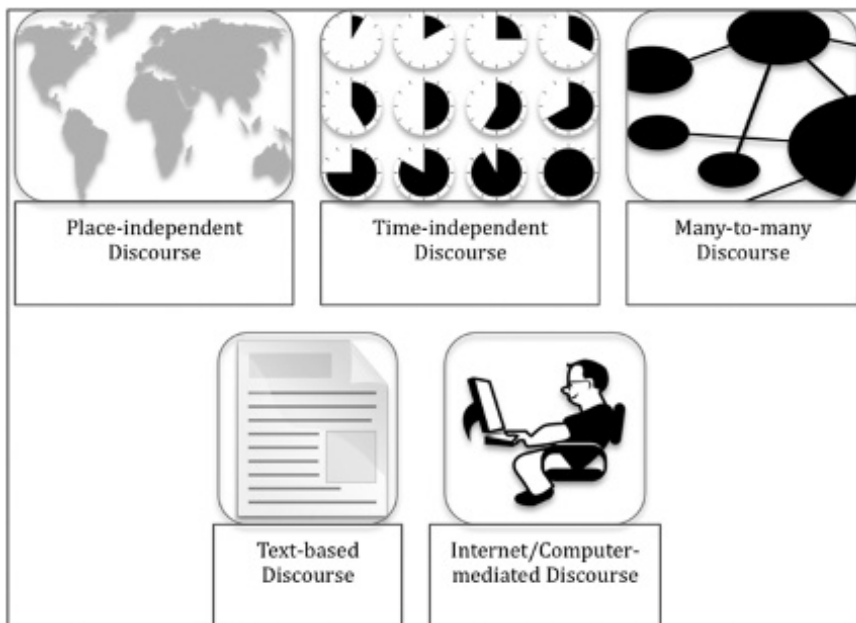 Place-independent
Discourse
Time-independent
Discourse
Many-to-many
Discourse
Text-based
Discourse
Internet/Computer-
mediated Discourse